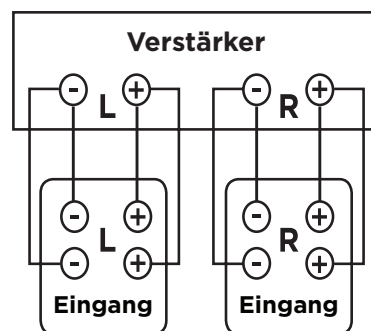 Verstärker
- L + - R +
- + - +
L R
- + - +
Eingang Eingang